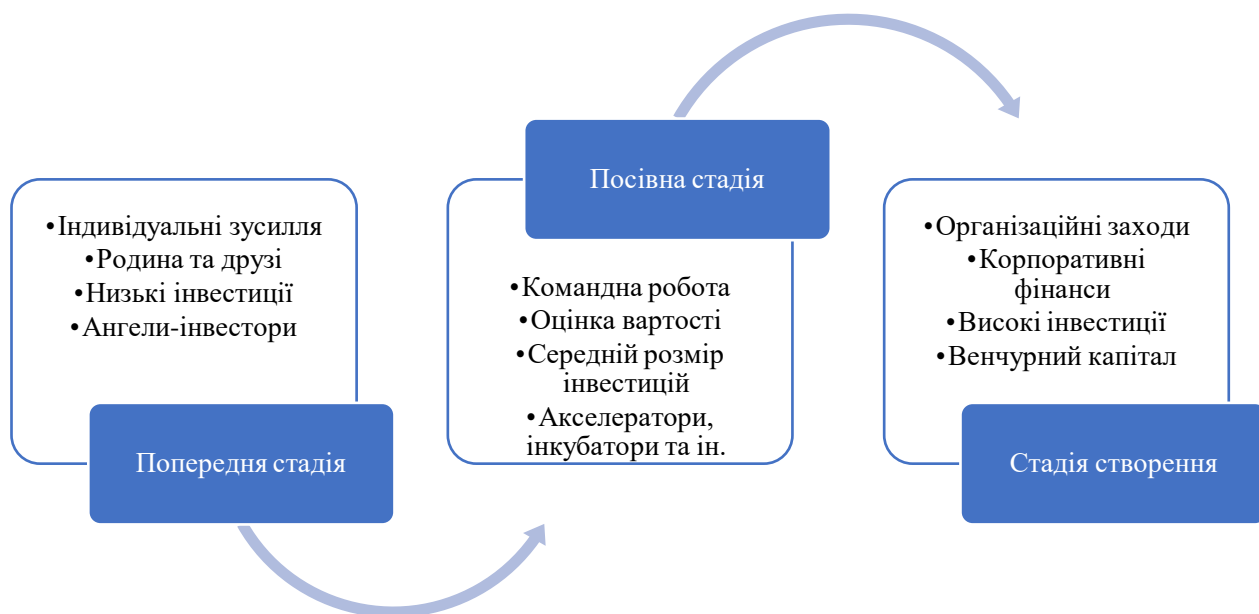 •Індивідуальні зусилля
•Родина та друзі
•Низькі інвестиції
•Ангели-інвестори
Попередня стадія
Посівна стадія
•Командна робота
•Оцінка вартості
•Середній розмір
інвестицій
•Акселератори,
інкубатори та ін.
•Організаційні заходи
•Корпоративні
фінанси
•Високі інвестиції
•Венчурний капітал
Стадія створення